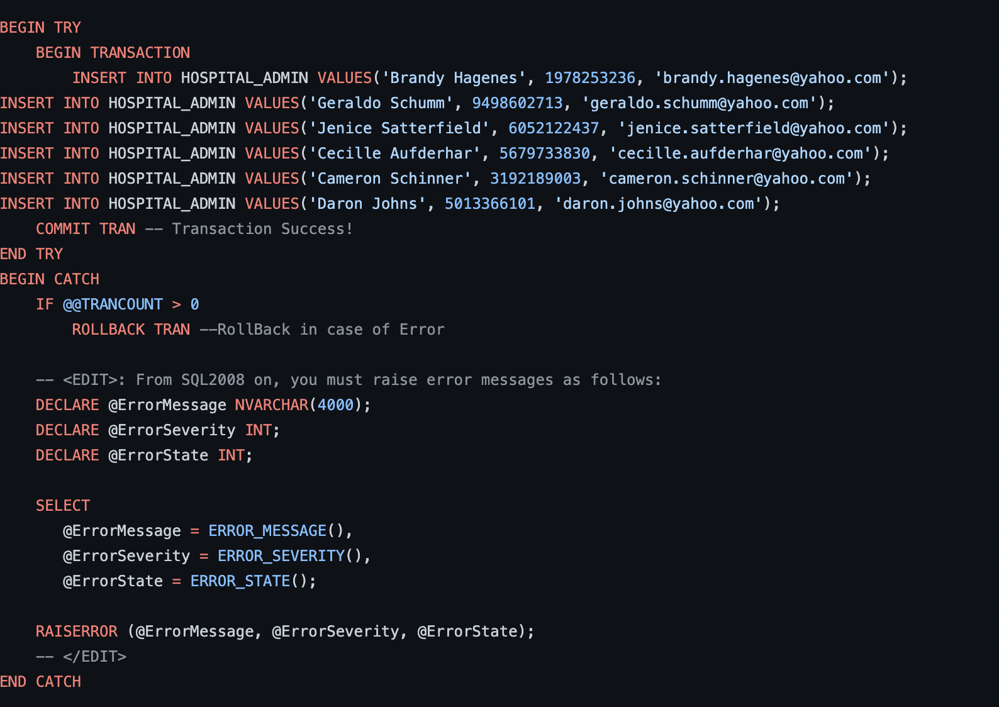 BEGIN TRY
    BEGIN TRANSACTION
        INSERT INTO HOSPITAL_ADMIN VALUES('Brandy Hagenes', 1978253236, 'brandy.hagenes@yahoo.com');
INSERT INTO HOSPITAL_ADMIN VALUES('Geraldo Schumm', 9498602713, 'geraldo.schumm@yahoo.com');
INSERT INTO HOSPITAL_ADMIN VALUES('Jenice Satterfield', 6052122437, 'jenice.satterfield@yahoo.com');
INSERT INTO HOSPITAL_ADMIN VALUES('Cecille Aufderhar', 5679733830, 'cecille.aufderhar@yahoo.com');
INSERT INTO HOSPITAL_ADMIN VALUES('Cameron Schinner', 3192189003, 'cameron.schinner@yahoo.com');
INSERT INTO HOSPITAL_ADMIN VALUES('Daron Johns', 5013366101, 'daron.johns@yahoo.com');
    COMMIT TRAN -- Transaction Success!
END TRY
BEGIN CATCH
    IF @@TRANCOUNT > 0
        ROLLBACK TRAN --RollBack in case of Error

    -- <EDIT>: From SQL2008 on, you must raise error messages as follows:
    DECLARE @ErrorMessage NVARCHAR(4000);
    DECLARE @ErrorSeverity INT;
    DECLARE @ErrorState INT;

    SELECT
       @ErrorMessage = ERROR_MESSAGE(),
       @ErrorSeverity = ERROR_SEVERITY(),
       @ErrorState = ERROR_STATE();

    RAISERROR (@ErrorMessage, @ErrorSeverity, @ErrorState);
    -- </EDIT>
END CATCH